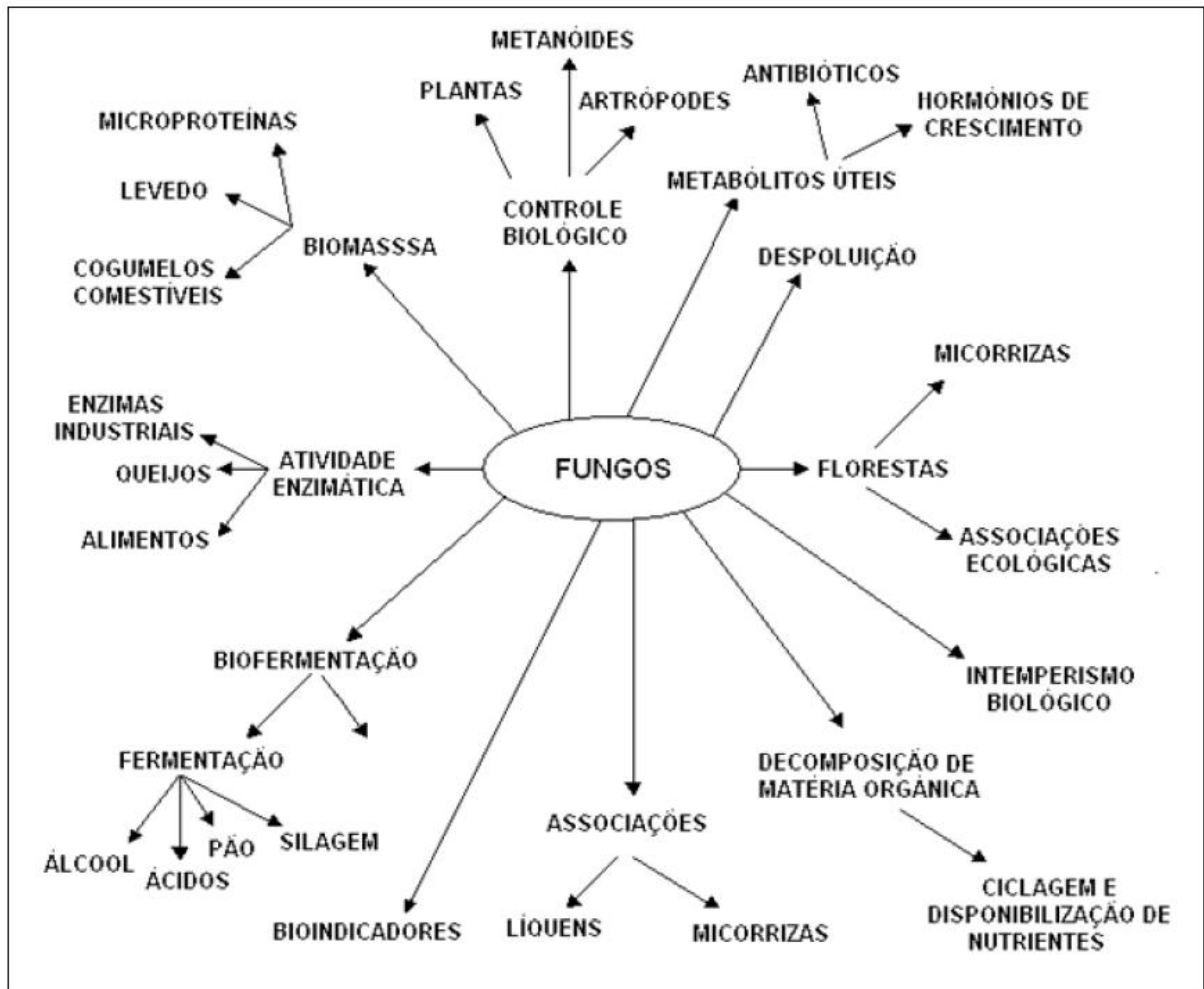 METANÓIDES
PLANTAS
ARTRÓPODES
ANTIBIÓTICOS
HORMÓNIOS DE
CRESCIMENTO
MICROPROTEÍNAS
LEVEDO
COGUMELOS
COMESTÍVEIS
BIOMASSSA
CONTROLE
BIOLÓGICO
METABÓLITOS ÚTEIS
DESPOLUIÇÃO
MICORRIZAS
ENZIMAS
INDUSTRIAIS
QUEIJOS
ALIMENTOS
ATIVIDADE
ENZIMÁTICA
FUNGOS
FLORESTAS
ASSOCIAÇÕES
ECOLÓGICAS
BIOFERMENTAÇÃO
INTEMPERISMO
BIOLÓGICO
FERMENTAÇÃO
ÁLCOOL
ÁCIDOS
PÃO
SILAGEM
DECOMPOSIÇÃO DE
MATÉRIA ORGÂNICA
ASSOCIAÇÕES
BIOINDICADORES
LÍQUENS
MICORRIZAS
CICLAGEM E
DISPONIBILIZAÇÃO DE
NUTRIENTES